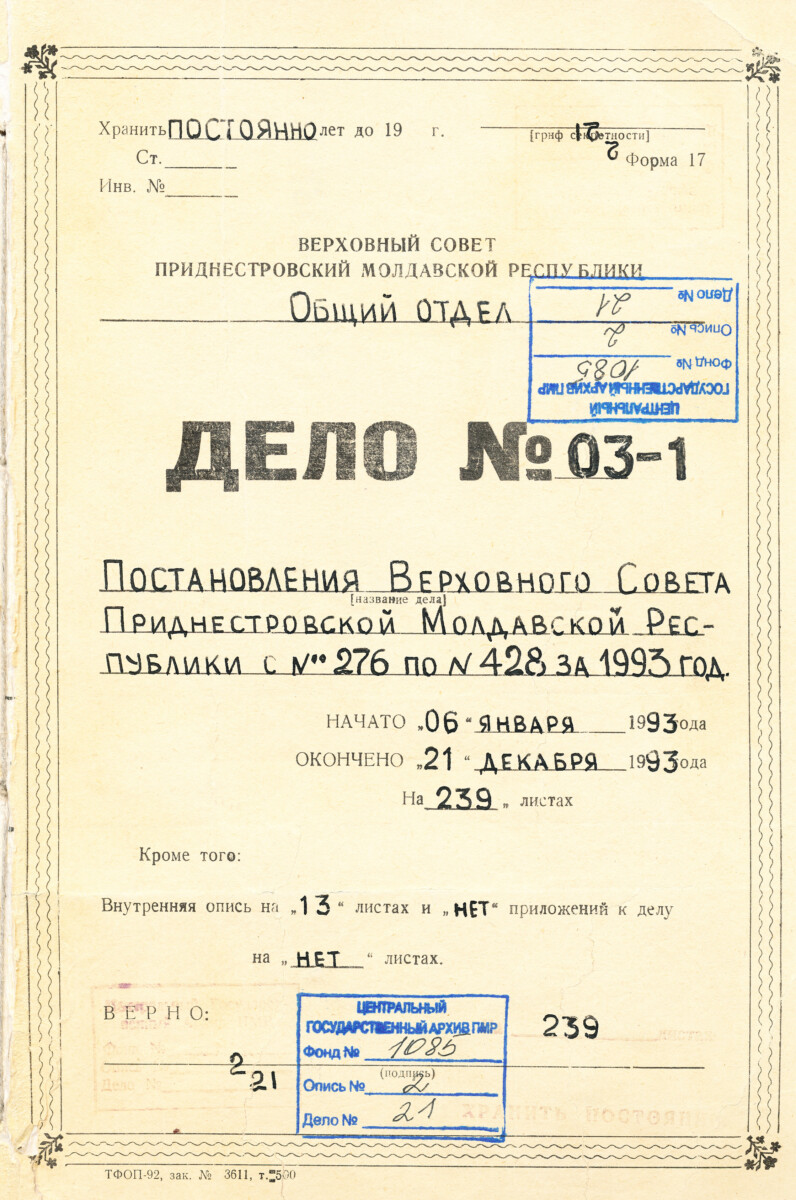 Хранить ПОСТОЯННО лет до 19 г.
[гриф секретности]
21
2
Ст.
Форма 17
Инв. №
ВЕРХОВНЫЙ СОВЕТ
ПРИДНЕСТРОВСКИЙ МОЛДАВСКОЙ РЕСПУБЛИКИ
Общий отдел
ЦЕНТРАЛЬНЫЙ
ГОСУДАРСТВЕННЫЙ АРХИВ ПМР
Фонд № 1085
Опись № 2
Дело № 21
ДЕЛО № 03-1
Постановления Верховного Совета
[название дела]
Приднестровской Молдавской Рес-
публики с №" 276 по № 428 за 1993 год.
НАЧАТО „06" января 1993 года
ОКОНЧЕНО „21" декабря 1993 года
На 239 „ листах
Кроме того:
Внутренняя опись на „13" листах и „нет" приложений к делу
на „нет" листах.
ВЕРНО:
ЦЕНТРАЛЬНЫЙ
ГОСУДАРСТВЕННЫЙ АРХИВ ПМР
Фонд № 1085
(подпись)
Опись № 2
Дело № 21
239
2
21
ТФОП-92, зак. № 3611, т. 500